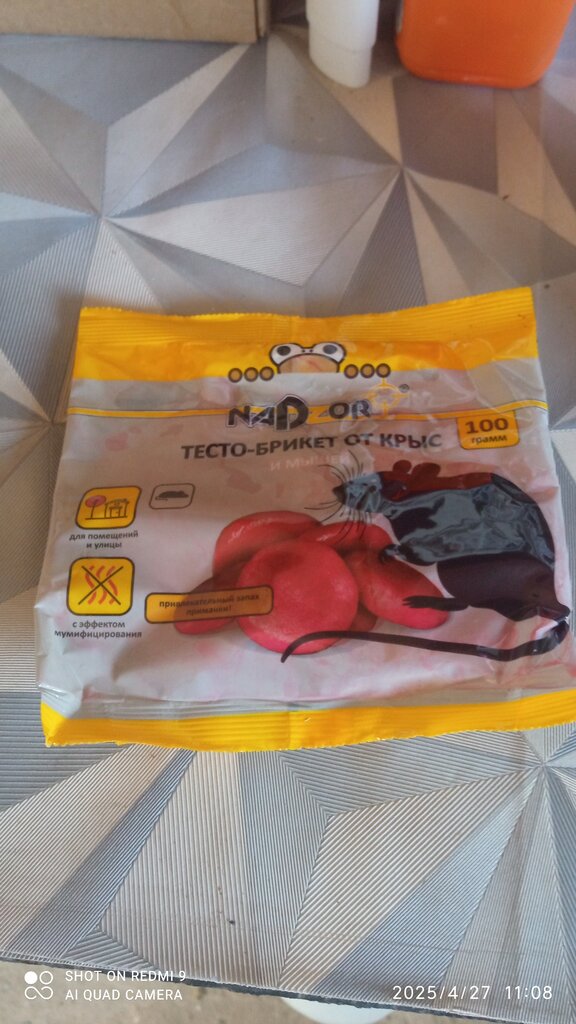 NADZOR
ТЕСТО-БРИКЕТ ОТ КРЫС
И МЫШЕЙ
100
грамм
для помещений
и улицы
с эффектом
мумифицирования
привлекательный запах
приманки!
SHOT ON REDMI 9
AI QUAD CAMERA
2025/4/27 11:08